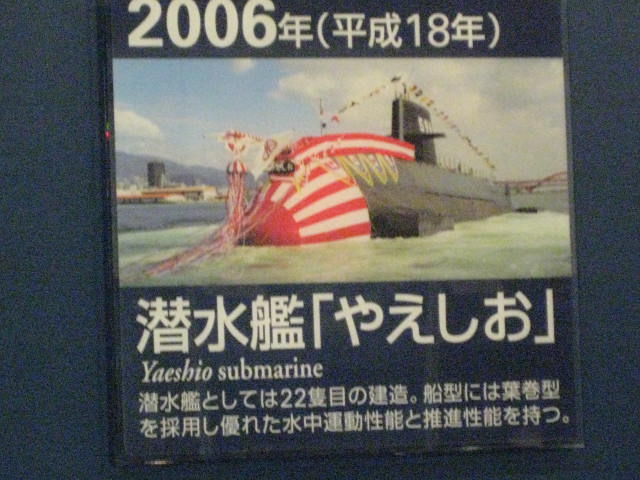 2006年(平成18年)
潜水艦「やえしお」
Yaeshio submarine
潜水艦としては22隻目の建造。船型には葉巻型
を採用し優れた水中運動性能と推進性能を持つ。